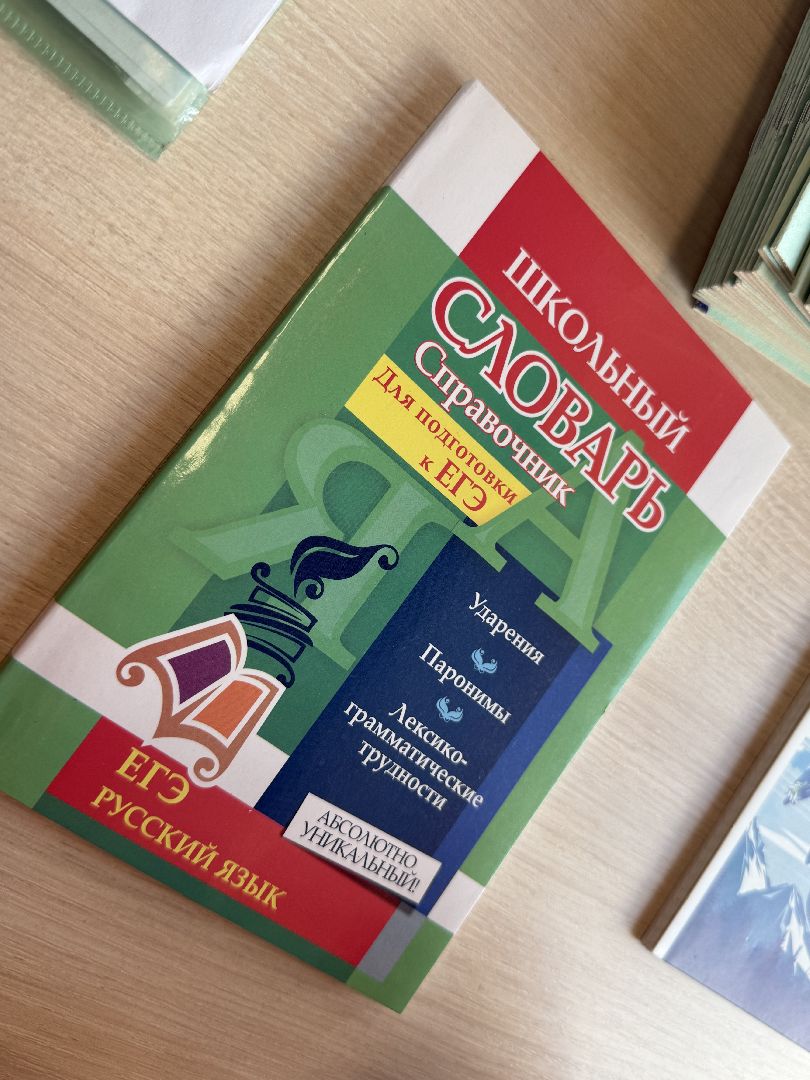 ШКОЛЬНЫЙ
СЛОВАРЬ
Справочник
Для подготовки
к ЕГЭ
Я А
Ударения
Паронимы
Лексико-
грамматические
трудности
АБСОЛЮТНО
УНИКАЛЬНЫЙ!
ЕГЭ
РУССКИЙ ЯЗЫК